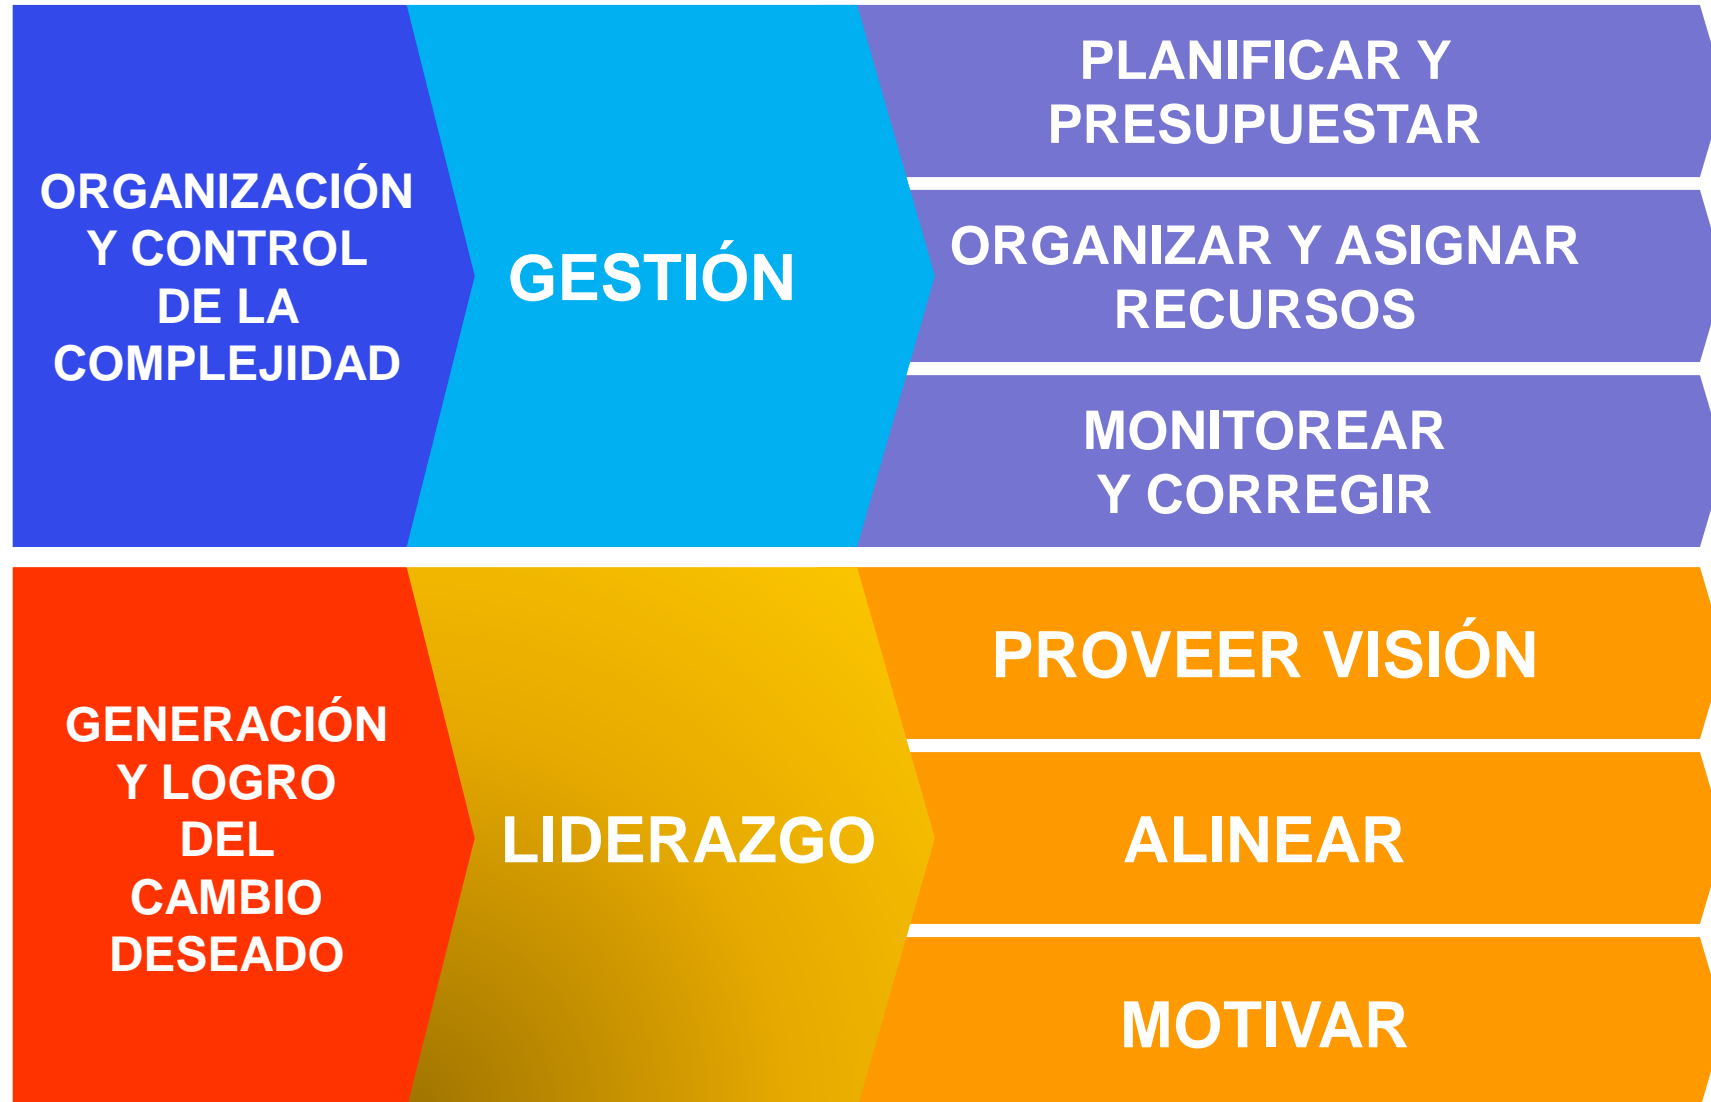 ORGANIZACIÓN
Y CONTROL
DE LA
COMPLEJIDAD
GESTIÓN
PLANIFICAR Y
PRESUPUESTAR
ORGANIZAR Y ASIGNAR
RECURSOS
MONITOREAR
Y CORREGIR
GENERACIÓN
Y LOGRO
DEL
CAMBIO
DESEADO
LIDERAZGO
PROVEER VISIÓN
ALINEAR
MOTIVAR